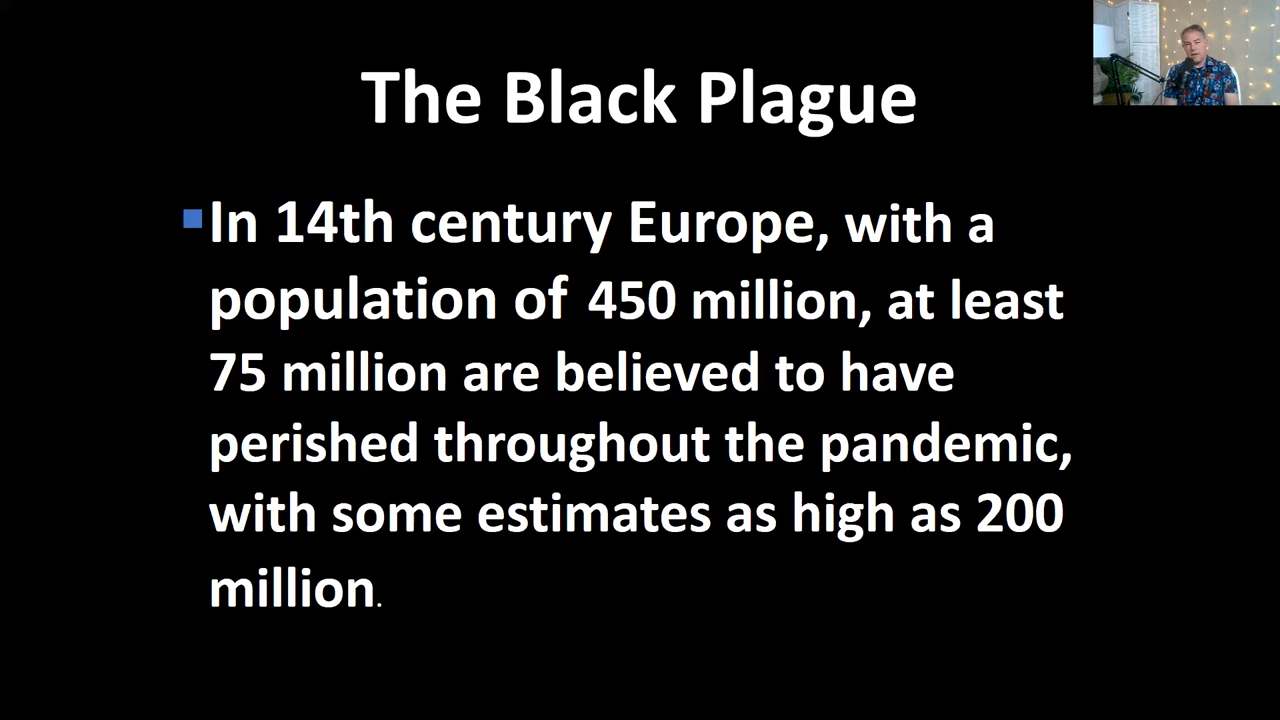 The Black Plague
In 14th century Europe, with a
population of 450 million, at least
75 million are believed to have
perished throughout the pandemic,
with some estimates as high as 200
million.